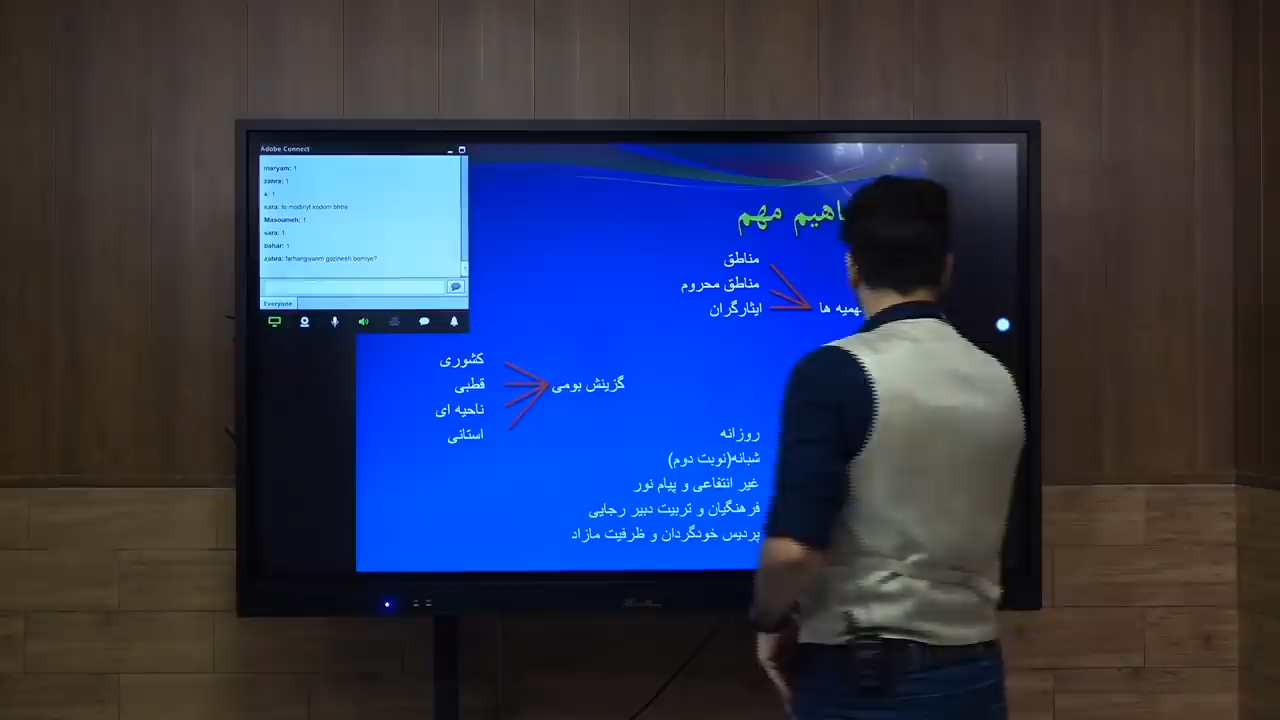 Adobe Connect
maryam: 1
zahra: 1
s: 1
sara: to modiriyt kodom bhtre
Masoumeh: 1
sara: 1
bahar: 1
zahra: farhangiyanm gozinesh bomiye?
Everyone
مهم
مناطق
مناطق محروم
ایثارگران
ها
کشوری
قطبی
ناحیه ای
استانی
گزینش بومی
روزانه
شبانه(نوبت دوم)
غیر انتفاعی و پیام نور
فرهنگیان و تربیت دبیر رجایی
پردیس خودگردان و ظرفیت مازاد